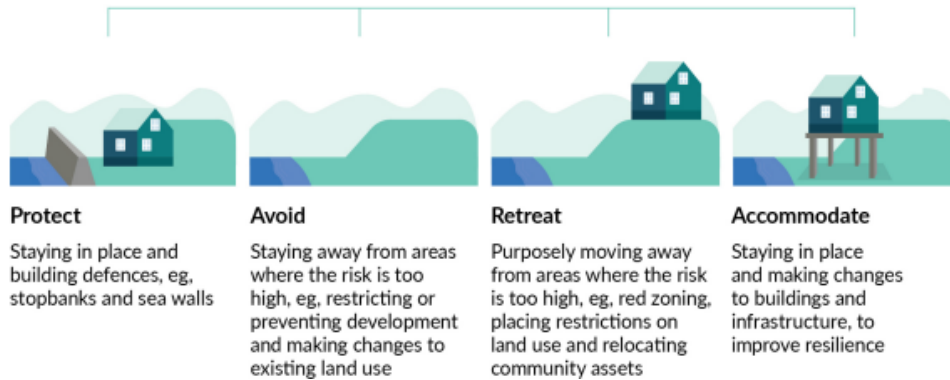 Protect
Staying in place and
building defences, eg,
stopbanks and sea walls
Avoid
Staying away from areas
where the risk is too
high, eg, restricting or
preventing development
and making changes to
existing land use
Retreat
Purposely moving away
from areas where the risk
is too high, eg, red zoning,
placing restrictions on
land use and relocating
community assets
Accommodate
Staying in place
and making changes
to buildings and
infrastructure, to
improve resilience